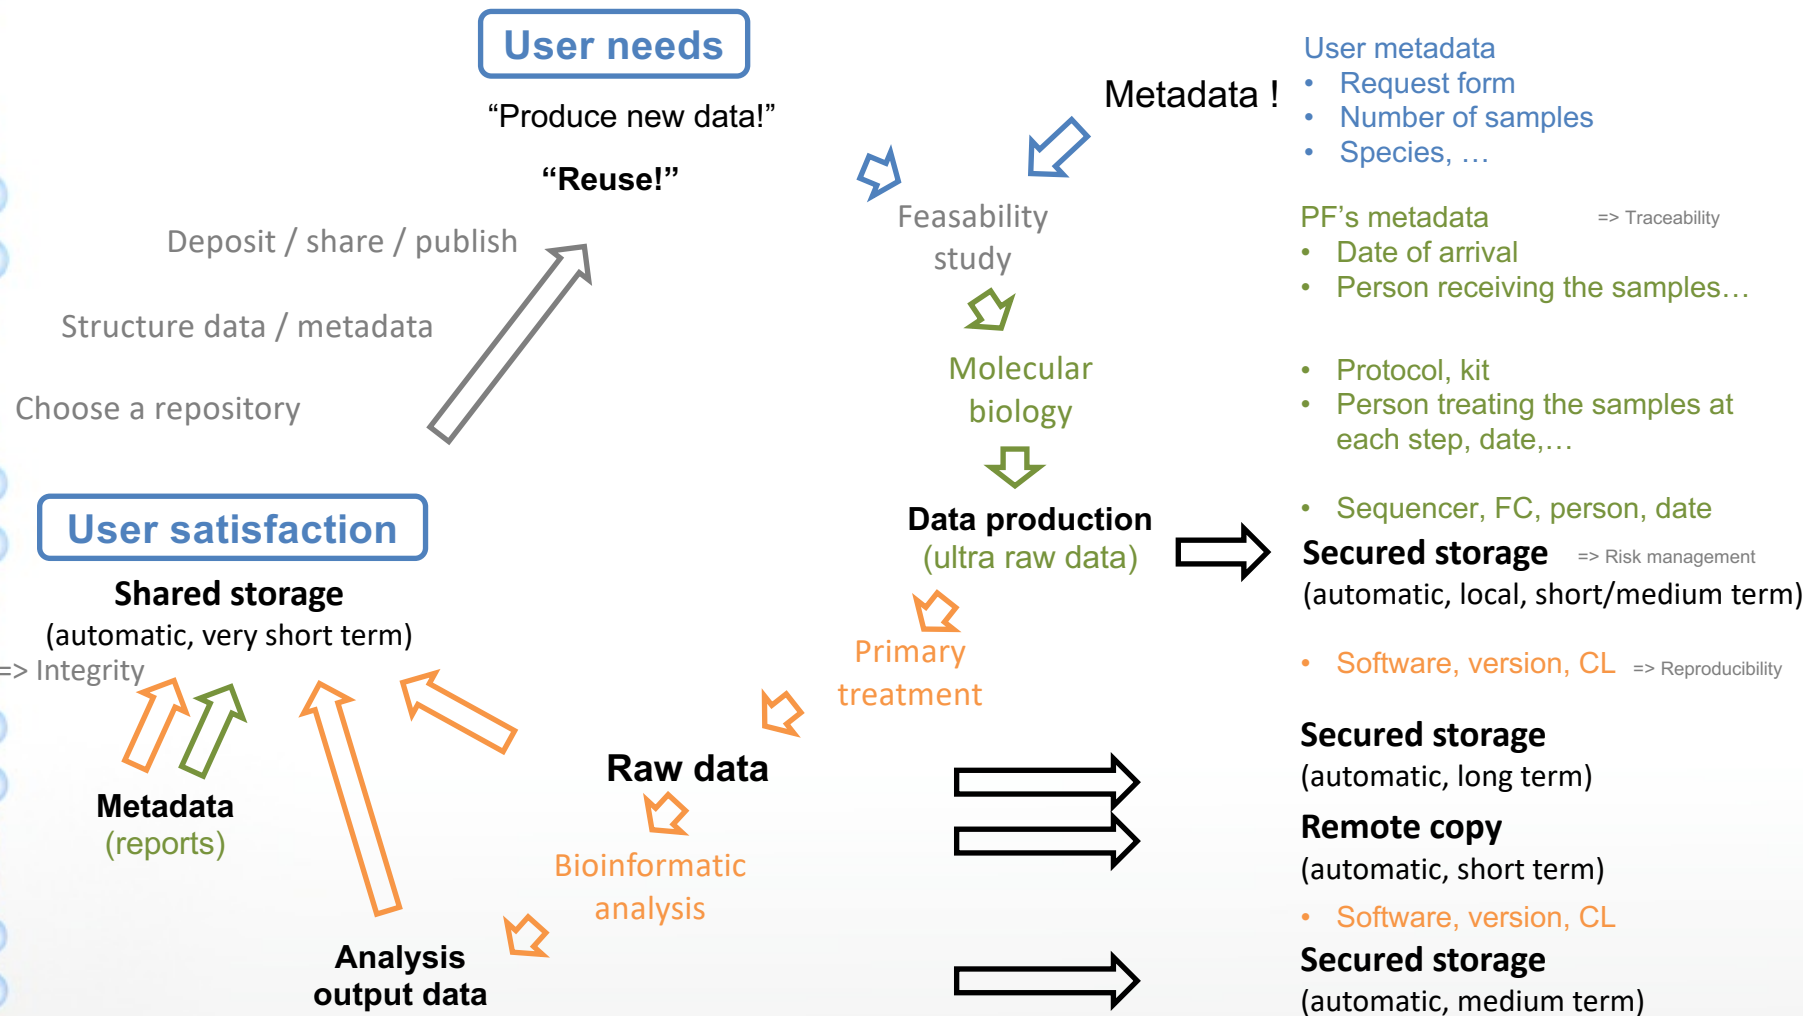 User needs
“Produce new data!”
“Reuse!”
Metadata !
User metadata
• Request form
• Number of samples
• Species, …
Feasability
study
PF’s metadata
=> Traceability
• Date of arrival
• Person receiving the samples…
Deposit / share / publish
Structure data / metadata
Choose a repository
Molecular
biology
• Protocol, kit
• Person treating the samples at
each step, date,…
• Sequencer, FC, person, date
User satisfaction
Data production
(ultra raw data)
Secured storage
=> Risk management
(automatic, local, short/medium term)
Shared storage
(automatic, very short term)
=> Integrity
Primary
treatment
• Software, version, CL
=> Reproducibility
Raw data
Secured storage
(automatic, long term)
Metadata
(reports)
Remote copy
(automatic, short term)
Bioinformatic
analysis
• Software, version, CL
Analysis
output data
Secured storage
(automatic, medium term)